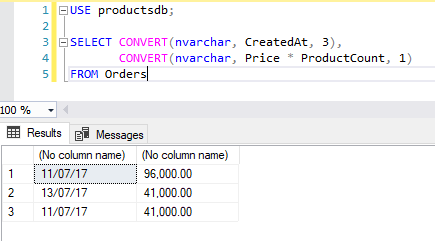 1 USE productsdb;
2
3 SELECT CONVERT(nvarchar, CreatedAt, 3),
4 CONVERT(nvarchar, Price * ProductCount, 1)
5 FROM Orders
100 %
Results Messages
(No column name) (No column name)
1 11/07/17 96,000.00
2 13/07/17 41,000.00
3 11/07/17 41,000.00